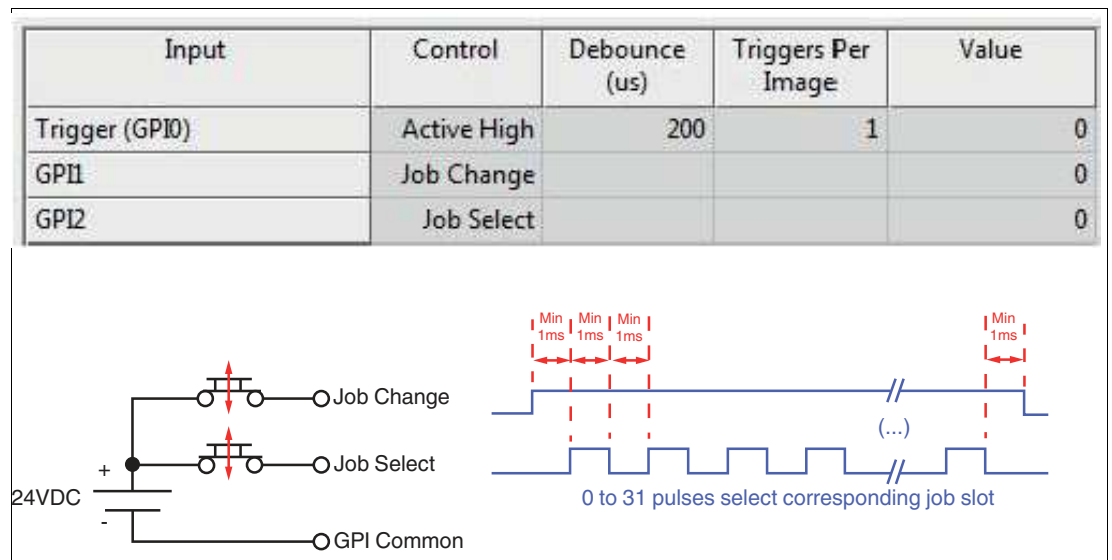 Input Control Debounce (us) Triggers Per Image Value
Trigger (GPI0) Active High 200 1 0
GPI1 Job Change 0
GPI2 Job Select 0
Min 1ms Min 1ms Min 1ms Min 1ms
Job Change
(...)
Job Select
+
24VDC
-
0 to 31 pulses select corresponding job slot
GPI Common